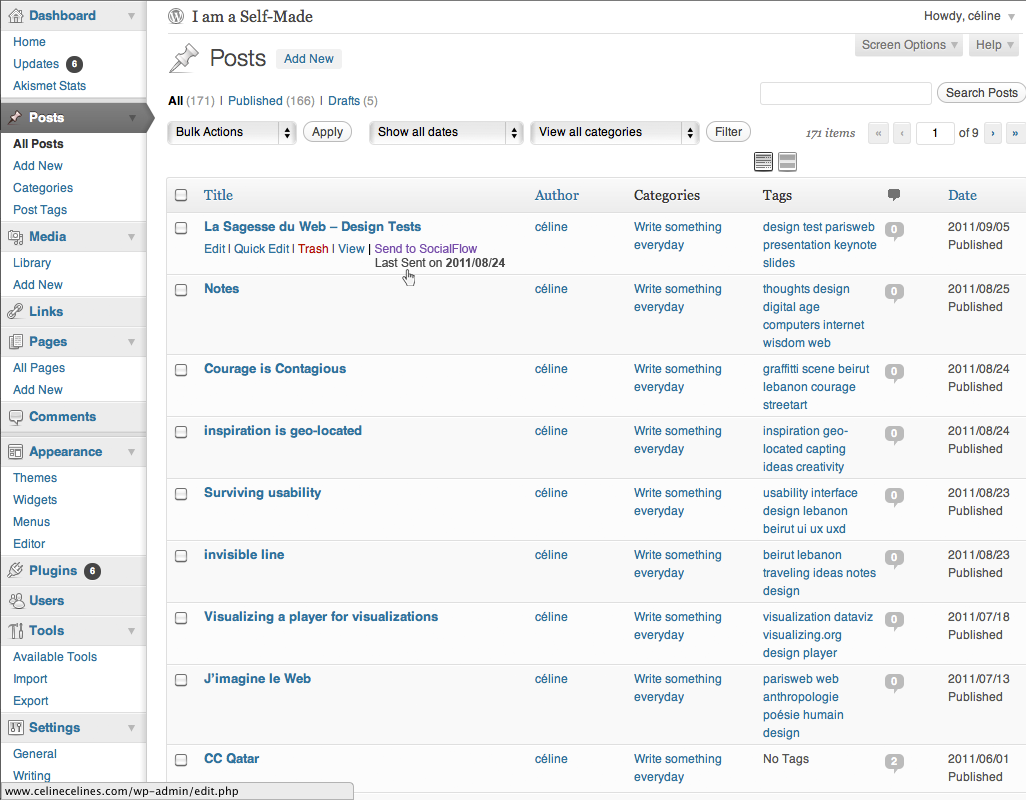 Dashboard
Home
Updates 6
Akismet Stats
Posts
All Posts
Add New
Categories
Post Tags
Media
Library
Add New
Links
Pages
All Pages
Add New
Comments
Appearance
Themes
Widgets
Menus
Editor
Plugins 6
Users
Tools
Available Tools
Import
Export
Settings
General
Writing
www.celinecelines.com/wp-admin/edit.php
I am a Self-Made
Howdy, céline
Screen Options
Help
Posts
Add New
All (171) | Published (166) | Drafts (5)
Search Posts
Bulk Actions
Apply
Show all dates
View all categories
Filter
171 items « ‹ 1 of 9 › »
Title Author Categories Tags Date
La Sagesse du Web – Design Tests
Edit | Quick Edit | Trash | View | Send to SocialFlow
Last Sent on 2011/08/24
céline
Write something
everyday
design test parisweb
presentation keynote
slides
0
2011/09/05
Published
Notes
céline
Write something
everyday
thoughts design
digital age
computers internet
wisdom web
0
2011/08/25
Published
Courage is Contagious
céline
Write something
everyday
graffitti scene beirut
lebanon courage
streetart
0
2011/08/24
Published
inspiration is geo-located
céline
Write something
everyday
inspiration geo-
located capting
ideas creativity
0
2011/08/24
Published
Surviving usability
céline
Write something
everyday
usability interface
design lebanon
beirut ui ux uxd
0
2011/08/23
Published
invisible line
céline
Write something
everyday
beirut lebanon
traveling ideas notes
design
0
2011/08/23
Published
Visualizing a player for visualizations
céline
Write something
everyday
visualization dataviz
visualizing.org
design player
0
2011/07/18
Published
J'imagine le Web
céline
Write something
everyday
parisweb web
anthropologie
poésie humain
design
0
2011/07/13
Published
CC Qatar
céline
Write something
everyday
No Tags
2
2011/06/01
Published